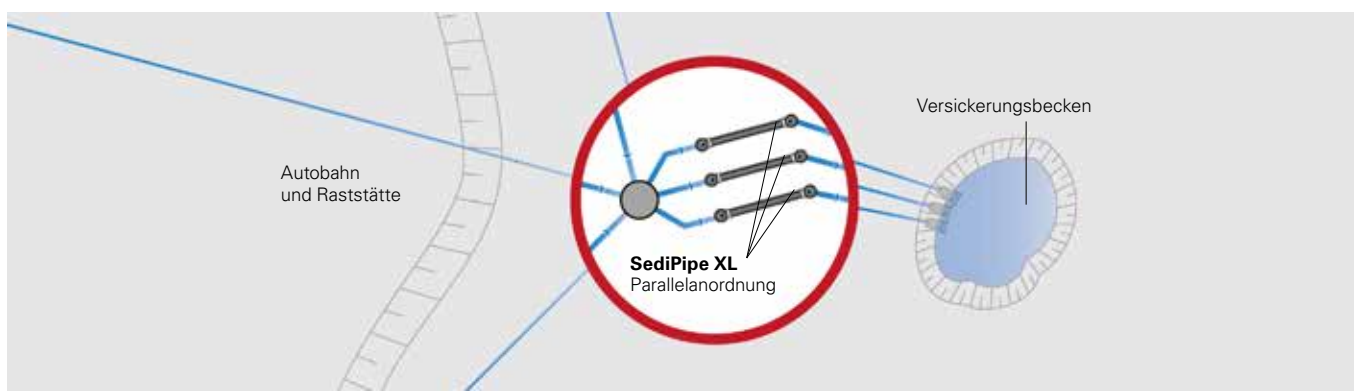 Autobahn
und Raststätte
SediPipe XL
Parallelanordnung
Versickerungsbecken